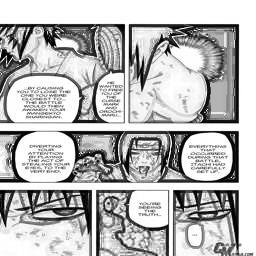 HE
WANTED
TO FREE
YOU OF
THE
CURSE
MARK
AND
OROCHI-
MARU...
BY CAUSING
YOU TO LOSE
THE ONE
YOU WERE
CLOSEST TO...
THE BATTLE
WOULD THEN
AWAKEN YOUR
MANGEKYO
SHARINGAN.
EVERYTHING
THAT
OCCURRED
DURING THAT
BATTLE,
ITACHI HAD
CAREFULLY
SET UP.
DIVERTING
YOUR
ATTENTION
BY PLAYING
THE ACT OF
STEALING YOUR
EYES, TO THE
VERY END.
...
YOU'RE
SEEING
THE
TRUTH...